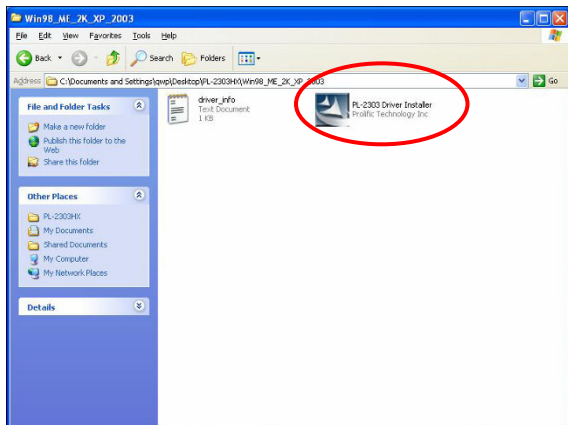 Win98_ME_2K_XP_2003
File Edit View Favorites Tools Help
Back Search Folders
Address C:\Documents and Settings\qwp\Desktop\PL-2303HX\Win98_ME_2K_XP_2003 Go
File and Folder Tasks
Make a new folder
Publish this folder to the
Web
Share this folder
Other Places
PL-2303HX
My Documents
Shared Documents
My Computer
My Network Places
Details
driver_info
Text Document
1 KB
PL-2303 Driver Installer
Prolific Technology Inc